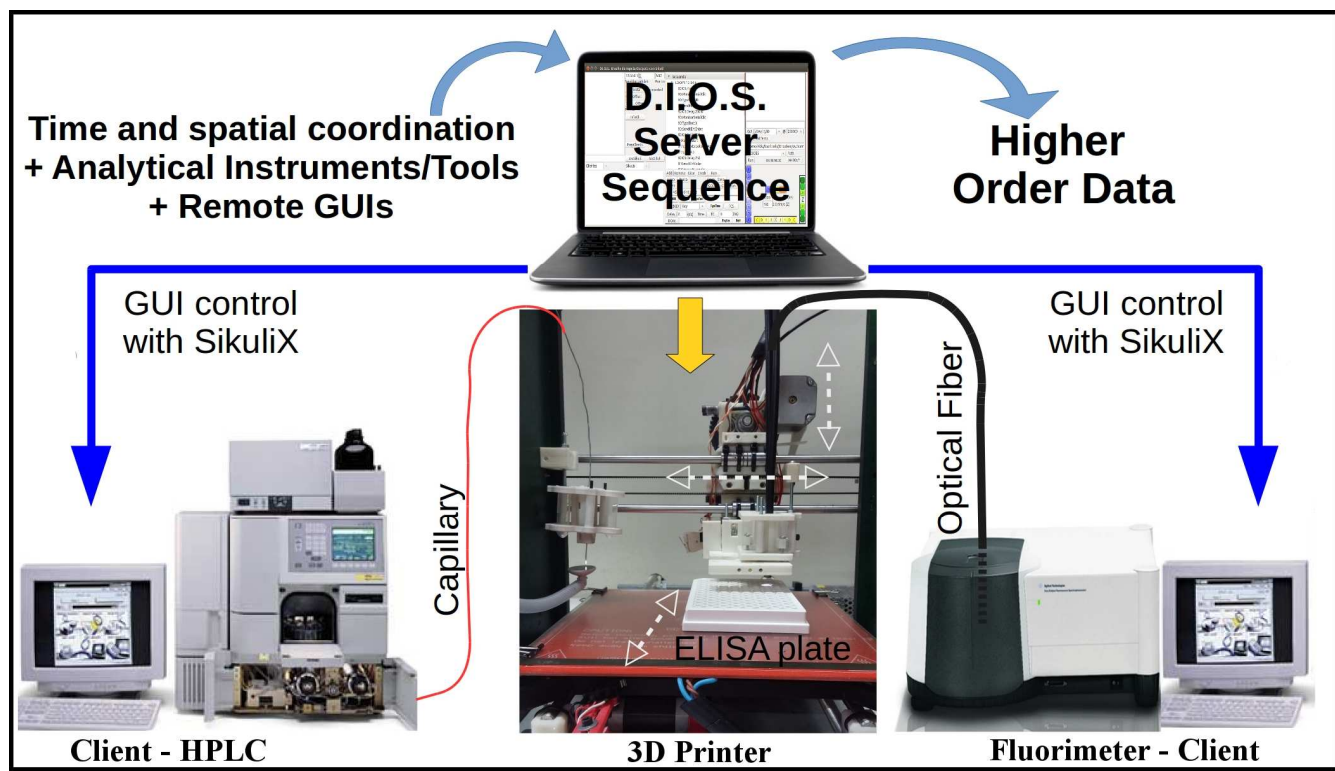 Time and spatial coordination
+ Analytical Instruments/Tools
+ Remote GUIs
D.I.O.S.
Server
Sequence
Higher
Order Data
GUI control
with SikuliX
GUI control
with SikuliX
Capillary
Optical Fiber
ELISA plate
Client - HPLC
3D Printer
Fluorimeter - Client